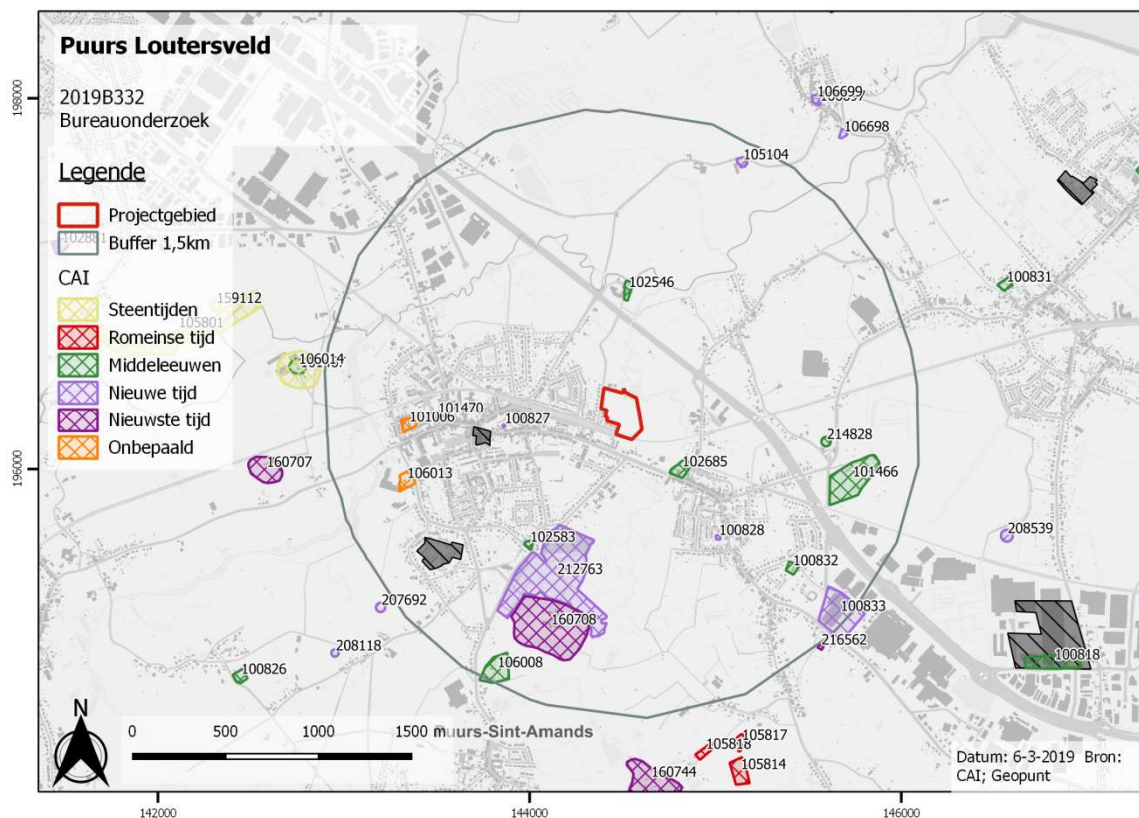 Puurs Loutersveld
2019B332
Bureauonderzoek
Legende
Projectgebied
Buffer 1,5km
CAI
Steentijden
Romeinse tijd
Middeleeuwen
Nieuwe tijd
Nieuwste tijd
Onbepaald
198000
196000
106699
106698
105104
102881
100831
102546
159112
105801
106014
101470
101006
100827
214828
101466
102685
160707
106013
208539
100828
102583
212763
100832
100833
207692
160708
216562
208118
106008
100826
100818
N
0 500 1000 1500 m
Puurs-Sint-Amands
105817
105818
105814
160744
Datum: 6-3-2019 Bron:
CAI; Geopunt
142000 144000 146000